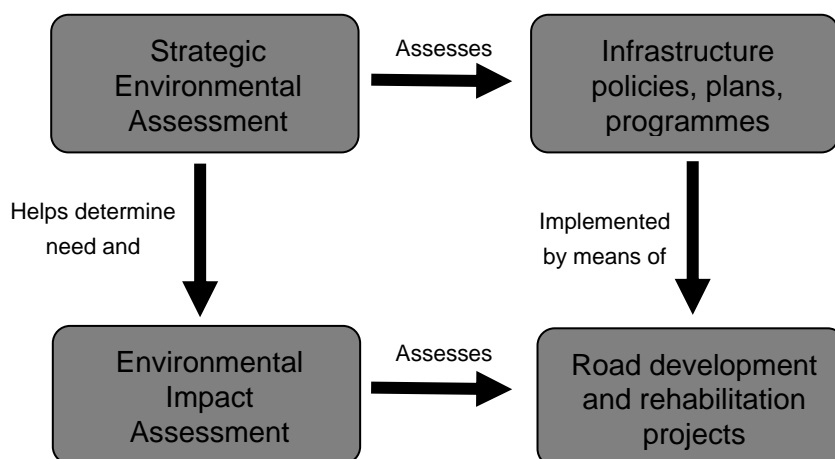 Strategic
Environmental
Assessment
Assesses
Infrastructure
policies, plans,
programmes
Helps determine
need and
Implemented
by means of
Environmental
Impact
Assessment
Assesses
Road development
and rehabilitation
projects